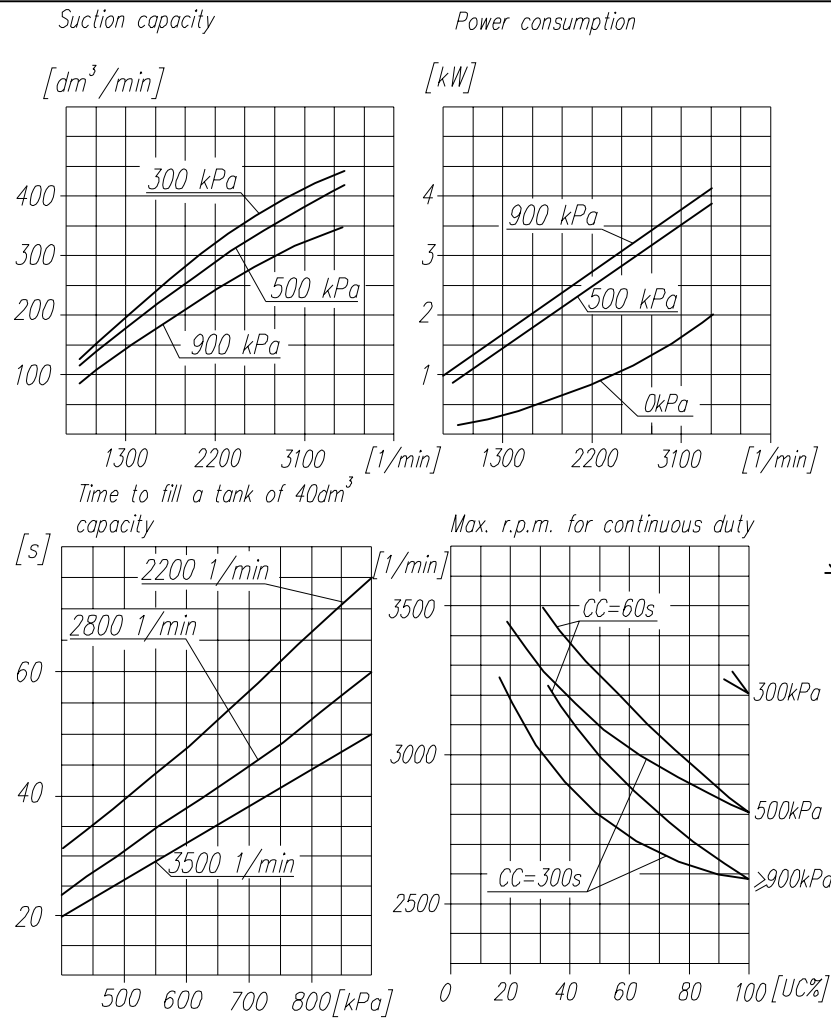 Suction capacity
[dm³/min]
300 kPa
500 kPa
900 kPa
400
300
200
100
1300 2200 3100 [1/min]
Power consumption
[kW]
900 kPa
500 kPa
0kPa
4
3
2
1
1300 2200 3100 [1/min]
Time to fill a tank of 40dm³
capacity
[s]
2200 1/min
2800 1/min
3500 1/min
60
40
20
500 600 700 800[kPa]
Max. r.p.m. for continuous duty
[1/min]
3500
3000
2500
CC=60s
CC=300s
300kPa
500kPa
≥900kPa
0 20 40 60 80 100 [UC%]